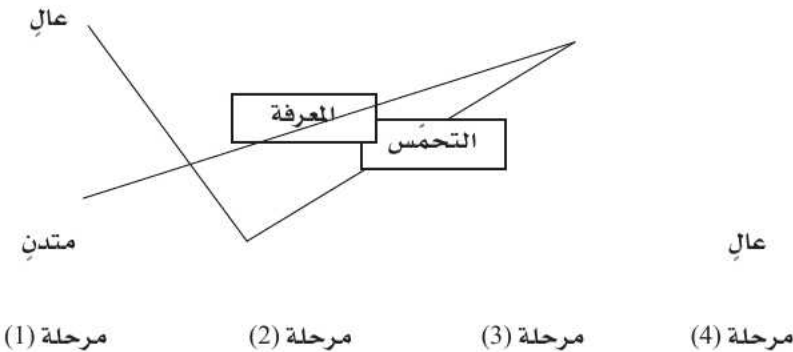 عالٍ
المعرفة
التحمّس
متدنٍ
عالٍ
مرحلة (1)
مرحلة (2)
مرحلة (3)
مرحلة (4)